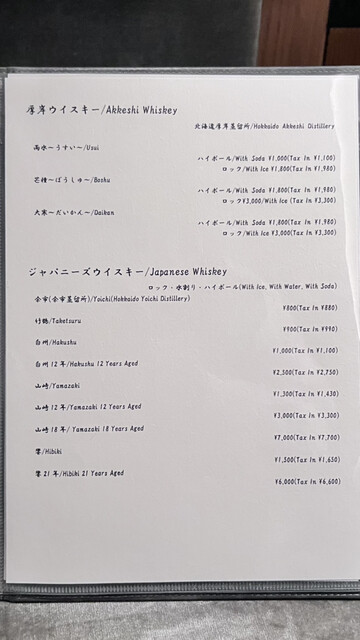 厚岸ウイスキー/Akkeshi Whiskey
北海道厚岸蒸留所/Hokkaido Akkeshi Distillery
雨水〜うすい〜/Usui
ハイボール/With Soda ¥1,000(Tax In ¥1,100)
ロック/With Ice ¥1,800(Tax In ¥1,980)
芒種〜ぼうしゅ〜/Boshu
ハイボール/With Soda ¥1,800(Tax In ¥1,980)
ロック¥3,000/With Ice (Tax In ¥3,300)
大寒〜だいかん〜/Daikan
ハイボール/With Soda ¥1,800(Tax In ¥1,980)
ロック/With Ice ¥3,000(Tax In ¥3,300)
ジャパニーズウイスキー/Japanese Whiskey
ロック・水割り・ハイボール(With Ice, With Water, With Soda)
余市(余市蒸留所)/Yoichi(Hokkaido Yoichi Distillery)
¥800(Tax In ¥880)
竹鶴/Taketsuru
¥900(Tax In ¥990)
白州/Hakushu
¥1,000(Tax In ¥1,100)
白州 12年/Hakushu 12 Years Aged
¥2,500(Tax In ¥2,750)
山崎/Yamazaki
¥1,300(Tax In ¥1,430)
山崎 12年/Yamazaki 12 Years Aged
¥3,000(Tax In ¥3,300)
山崎 18年/ Yamazaki 18 Years Aged
¥7,000(Tax In ¥7,700)
響/Hibiki
¥1,500(Tax In ¥1,650)
響 21年/Hibiki 21 Years Aged
¥6,000(Tax In ¥6,600)